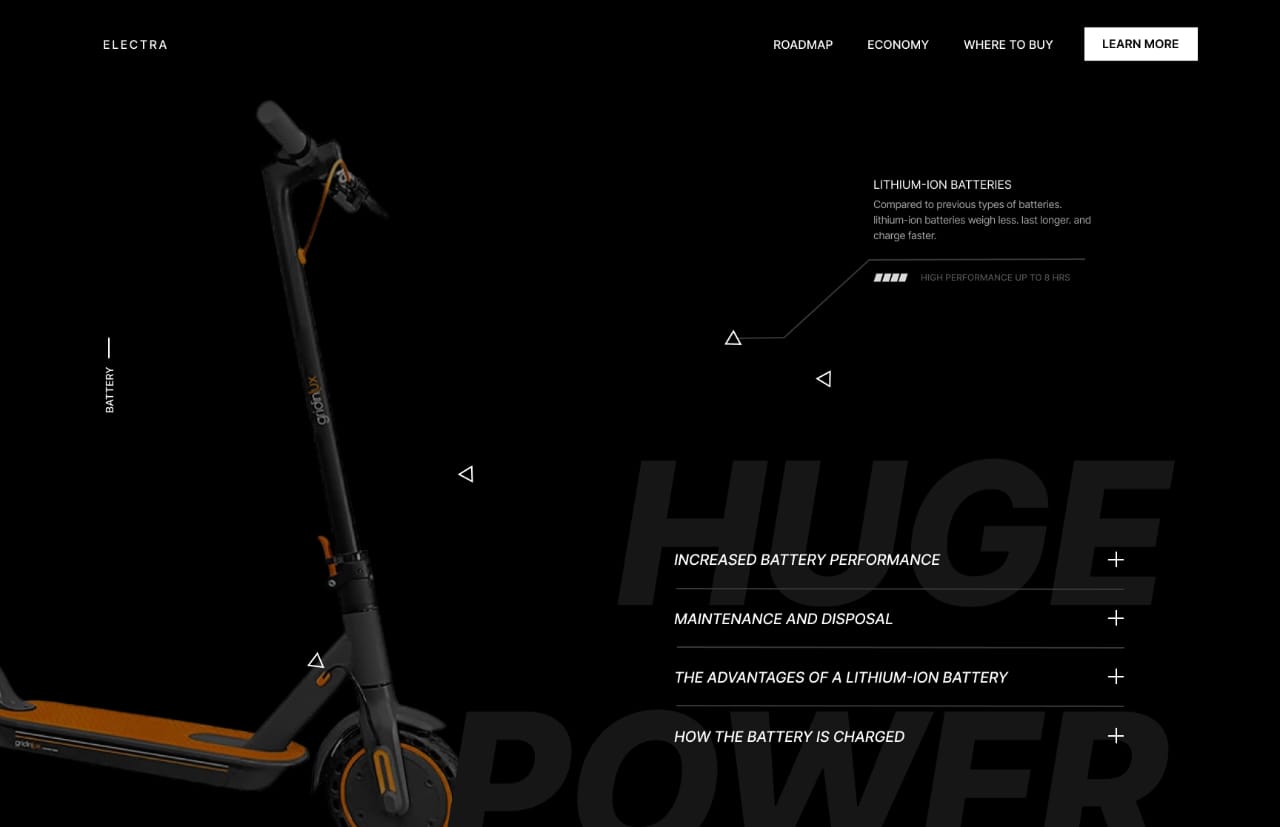 ELECTRA
ROADMAP
ECONOMY
WHERE TO BUY
LEARN MORE
LITHIUM-ION BATTERIES
Compared to previous types of batteries.
lithium-ion batteries weigh less. last longer. and
charge faster.
HIGH PERFORMANCE UP TO 8 HRS
BATTERY
gridinlux
HUGE
INCREASED BATTERY PERFORMANCE
MAINTENANCE AND DISPOSAL
THE ADVANTAGES OF A LITHIUM-ION BATTERY
POWER
HOW THE BATTERY IS CHARGED
gridinlux